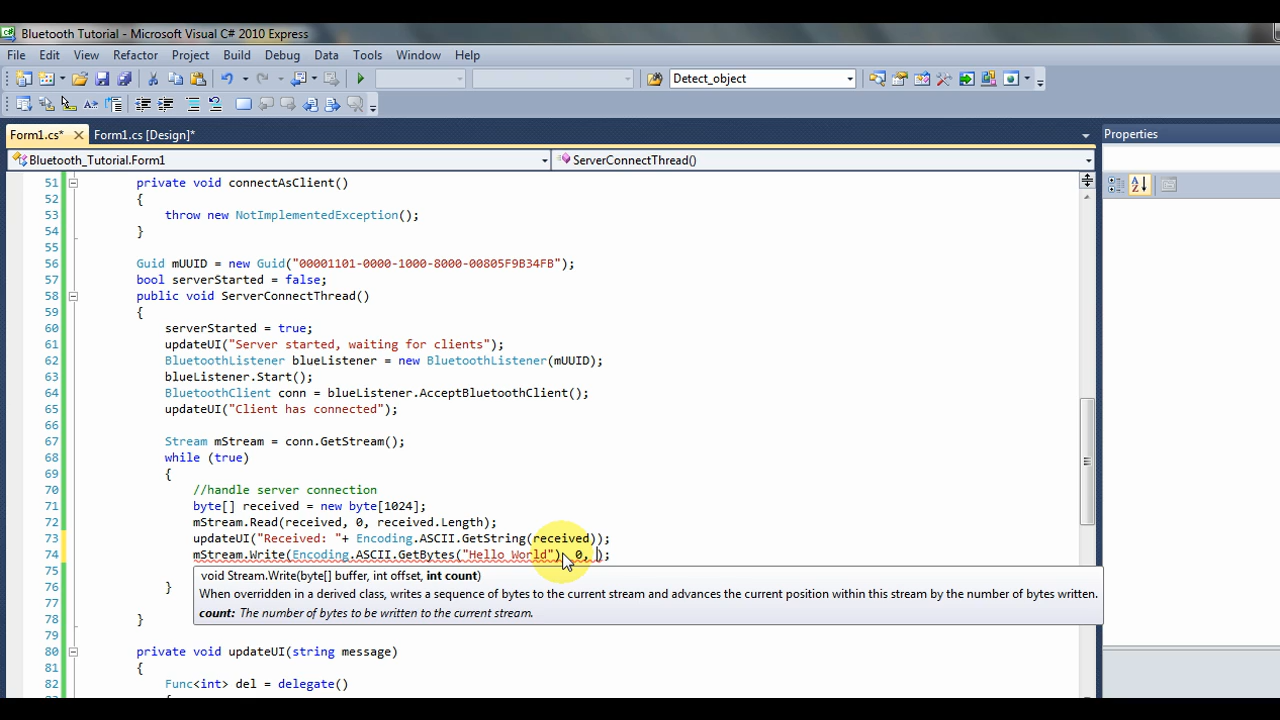 Bluetooth Tutorial - Microsoft Visual C# 2010 Express
File Edit View Refactor Project Build Debug Data Tools Window Help
Detect_object
Form1.cs* Form1.cs [Design]*
Properties
Bluetooth_Tutorial.Form1 ServerConnectThread()
51 private void connectAsClient()
52 {
53 throw new NotImplementedException();
54 }
55
56 Guid mUUID = new Guid("00001101-0000-1000-8000-00805F9B34FB");
57 bool serverStarted = false;
58 public void ServerConnectThread()
59 {
60 serverStarted = true;
61 updateUI("Server started, waiting for clients");
62 BluetoothListener blueListener = new BluetoothListener(mUUID);
63 blueListener.Start();
64 BluetoothClient conn = blueListener.AcceptBluetoothClient();
65 updateUI("Client has connected");
66
67 Stream mStream = conn.GetStream();
68 while (true)
69 {
70 //handle server connection
71 byte[] received = new byte[1024];
72 mStream.Read(received, 0, received.Length);
73 updateUI("Received: "+ Encoding.ASCII.GetString(received));
74 mStream.Write(Encoding.ASCII.GetBytes("Hello World"), 0, );
75 void Stream.Write(byte[] buffer, int offset, int count)
76 } When overridden in a derived class, writes a sequence of bytes to the current stream and advances the current position within this stream by the number of bytes written.
77 count: The number of bytes to be written to the current stream.
78 }
79
80 private void updateUI(string message)
81 {
82 Func<int> del = delegate()